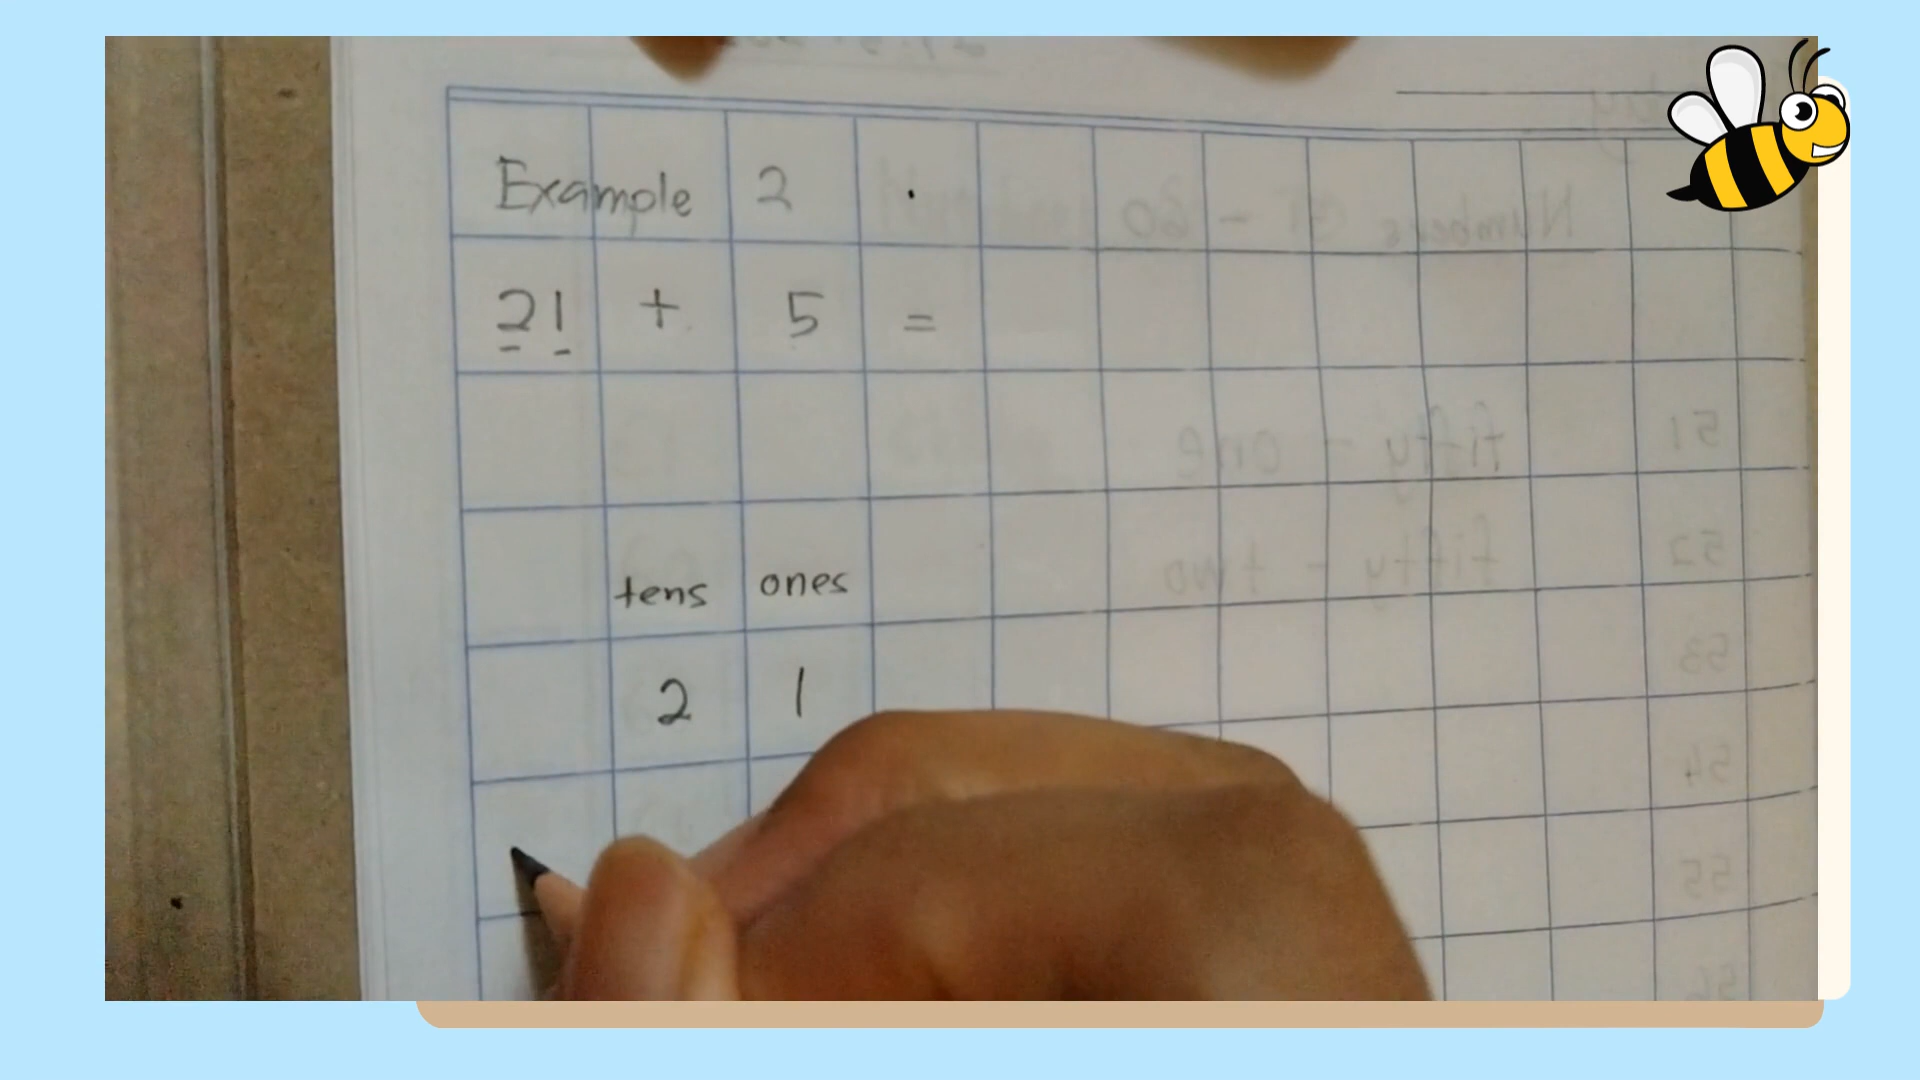 Example 2
21 + 5 =
tens ones
2 1